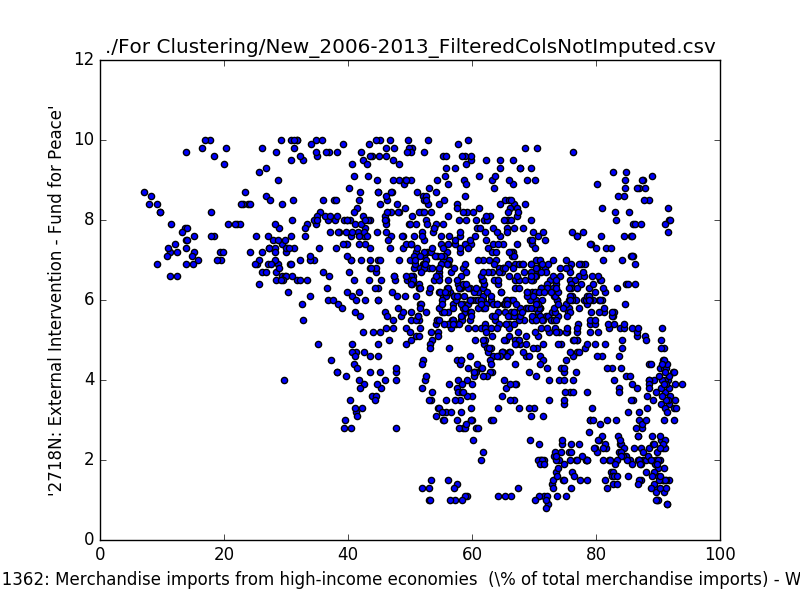 ./For Clustering/New_2006-2013_FilteredColsNotImputed.csv
12
10
8
6
4
2
0
'2718N: External Intervention - Fund for Peace'
0 20 40 60 80 100
1362: Merchandise imports from high-income economies (\% of total merchandise imports) - W